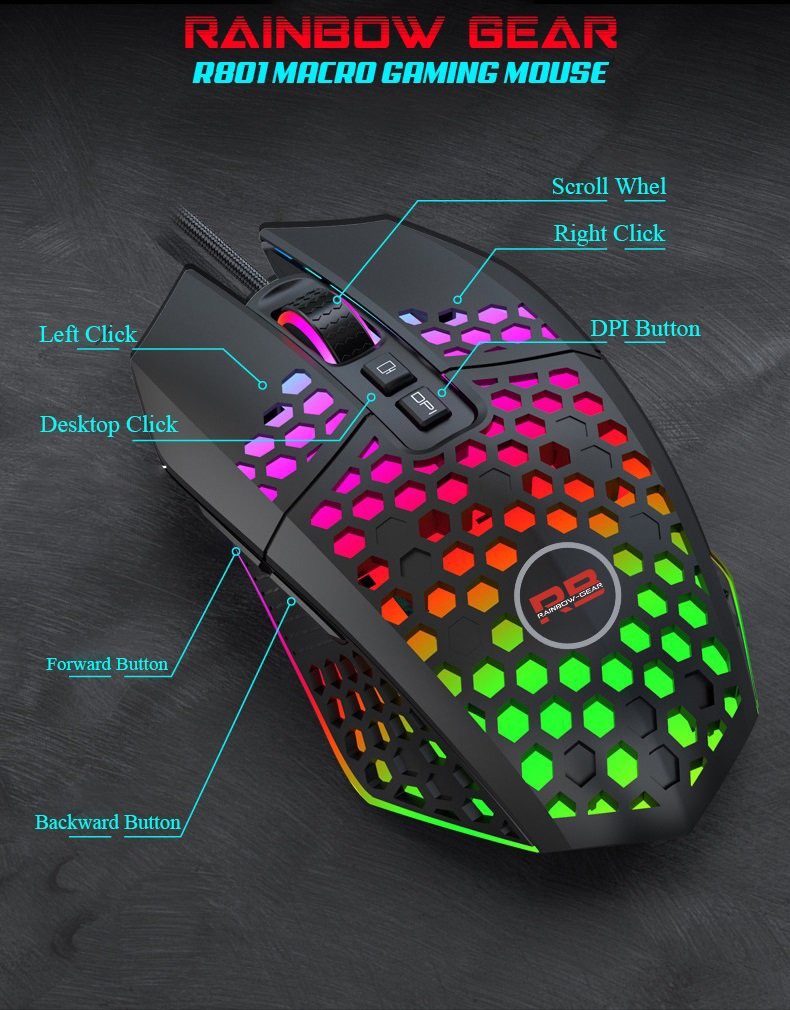 RAINBOW GEAR
R801 MACRO GAMING MOUSE
Scroll Whel
Right Click
DPI Button
Left Click
Desktop Click
DPI
RB
RAINBOW-GEAR
Forward Button
Backward Button